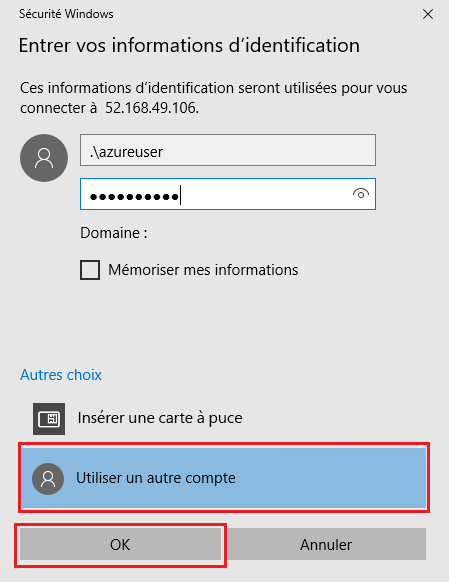 Sécurité Windows
Entrer vos informations d’identification
Ces informations d’identification seront utilisées pour vous
connecter à 52.168.49.106.
.\azureuser
●●●●●●●●●●
Domaine :
Mémoriser mes informations
Autres choix
Insérer une carte à puce
Utiliser un autre compte
OK
Annuler